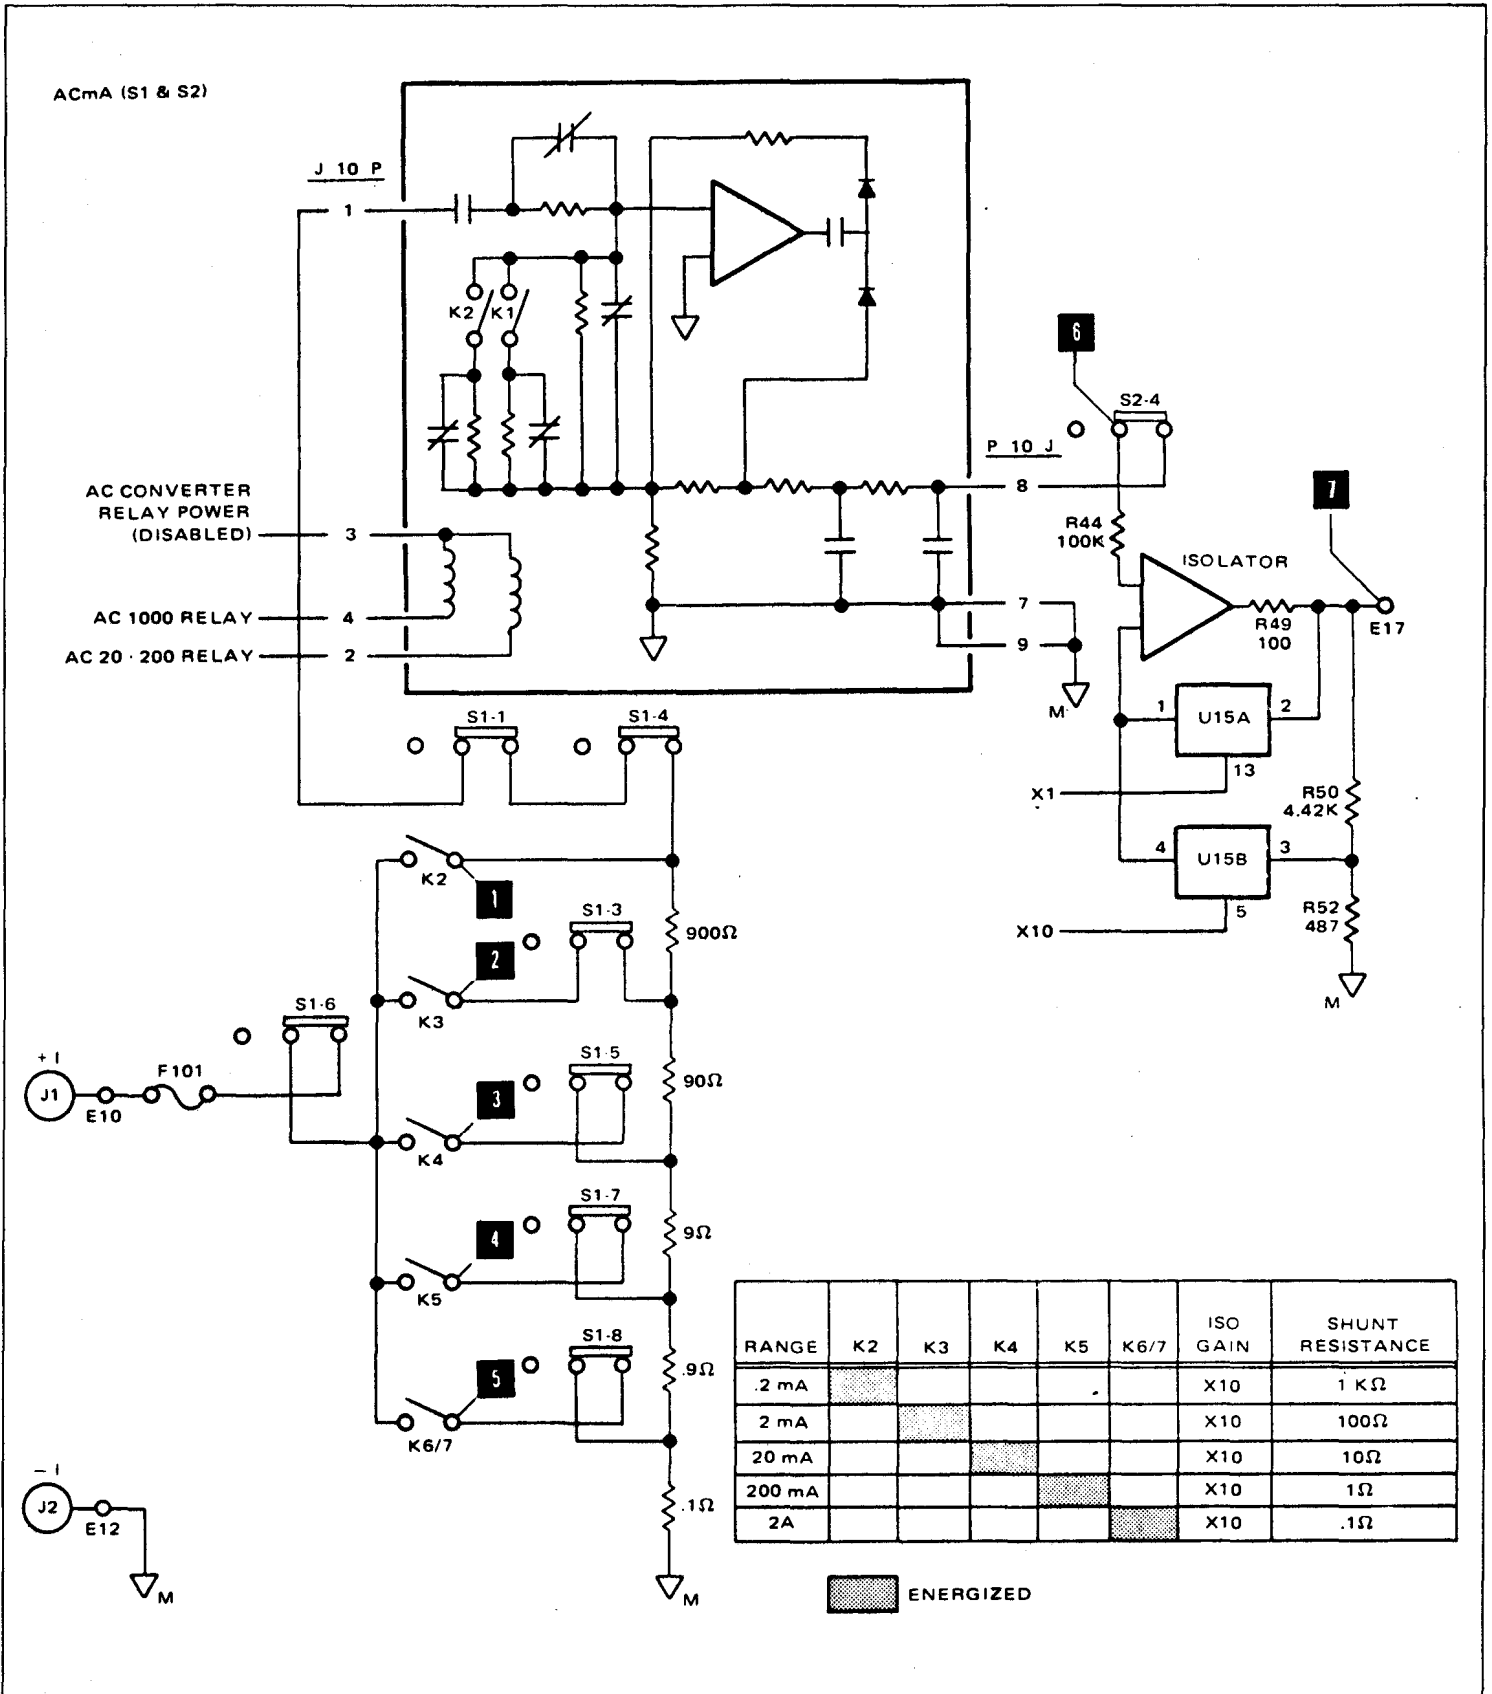 ACmA (S1 & S2)
J 10 P
1
K2
K1
6
S2-4
P 10 J
8
7
AC CONVERTER
RELAY POWER
(DISABLED)
3
R44
100K
ISOLATOR
AC 1000 RELAY
4
7
R49
100
E17
AC 20 · 200 RELAY
2
9
M
1
U15A
2
13
S1-1
S1-4
X1
R50
4.42K
4
U15B
3
5
K2
1
R52
487
X10
S1-3
900Ω
2
K3
M
S1-6
+ I
J1
E10
F101
S1-5
90Ω
3
K4
S1-7
9Ω
4
K5
S1-8
.9Ω
5
K6/7
RANGE K2 K3 K4 K5 K6/7 ISO GAIN SHUNT RESISTANCE
.2 mA X10 1 KΩ
2 mA X10 100Ω
20 mA X10 10Ω
200 mA X10 1Ω
2A X10 .1Ω
− I
J2
E12
M
.1Ω
M
ENERGIZED